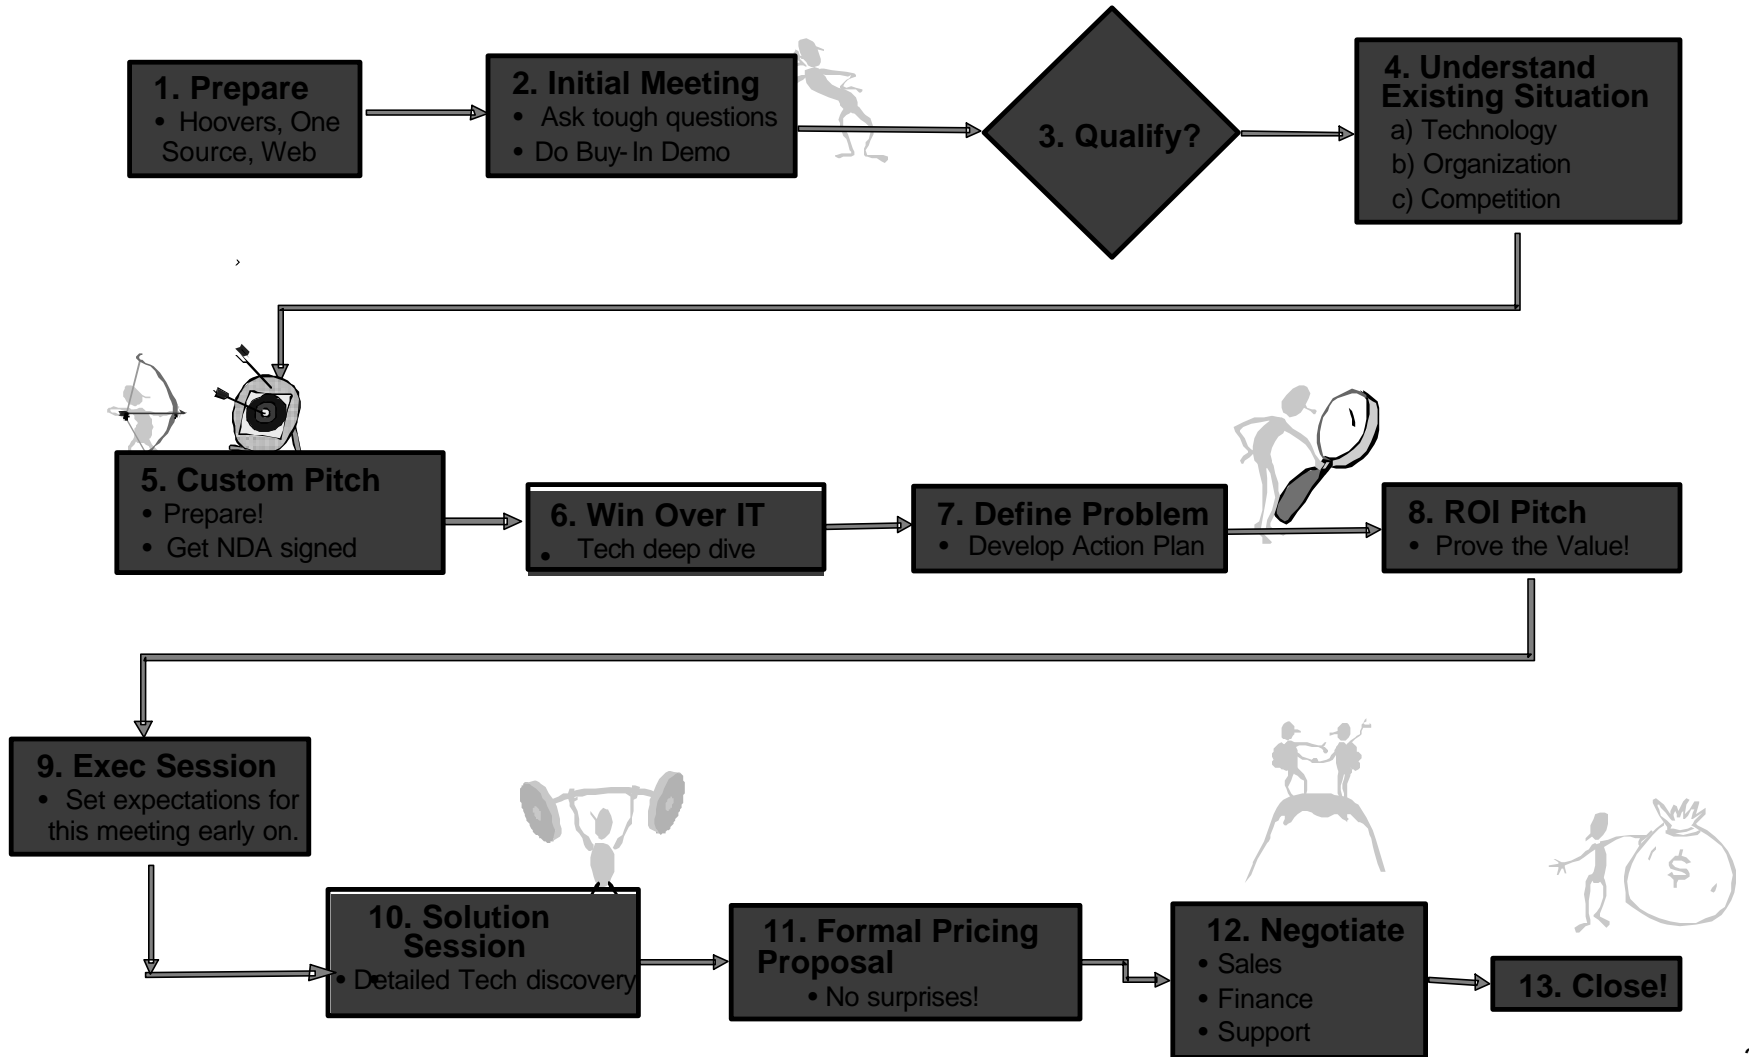 1. Prepare
• Hoovers, One
Source, Web
2. Initial Meeting
• Ask tough questions
• Do Buy-In Demo
3. Qualify?
4. Understand
Existing Situation
a) Technology
b) Organization
c) Competition
5. Custom Pitch
• Prepare!
• Get NDA signed
6. Win Over IT
• Tech deep dive
7. Define Problem
• Develop Action Plan
8. ROI Pitch
• Prove the Value!
9. Exec Session
• Set expectations for
this meeting early on.
10. Solution
Session
• Detailed Tech discovery
11. Formal Pricing
Proposal
• No surprises!
12. Negotiate
• Sales
• Finance
• Support
$
13. Close!